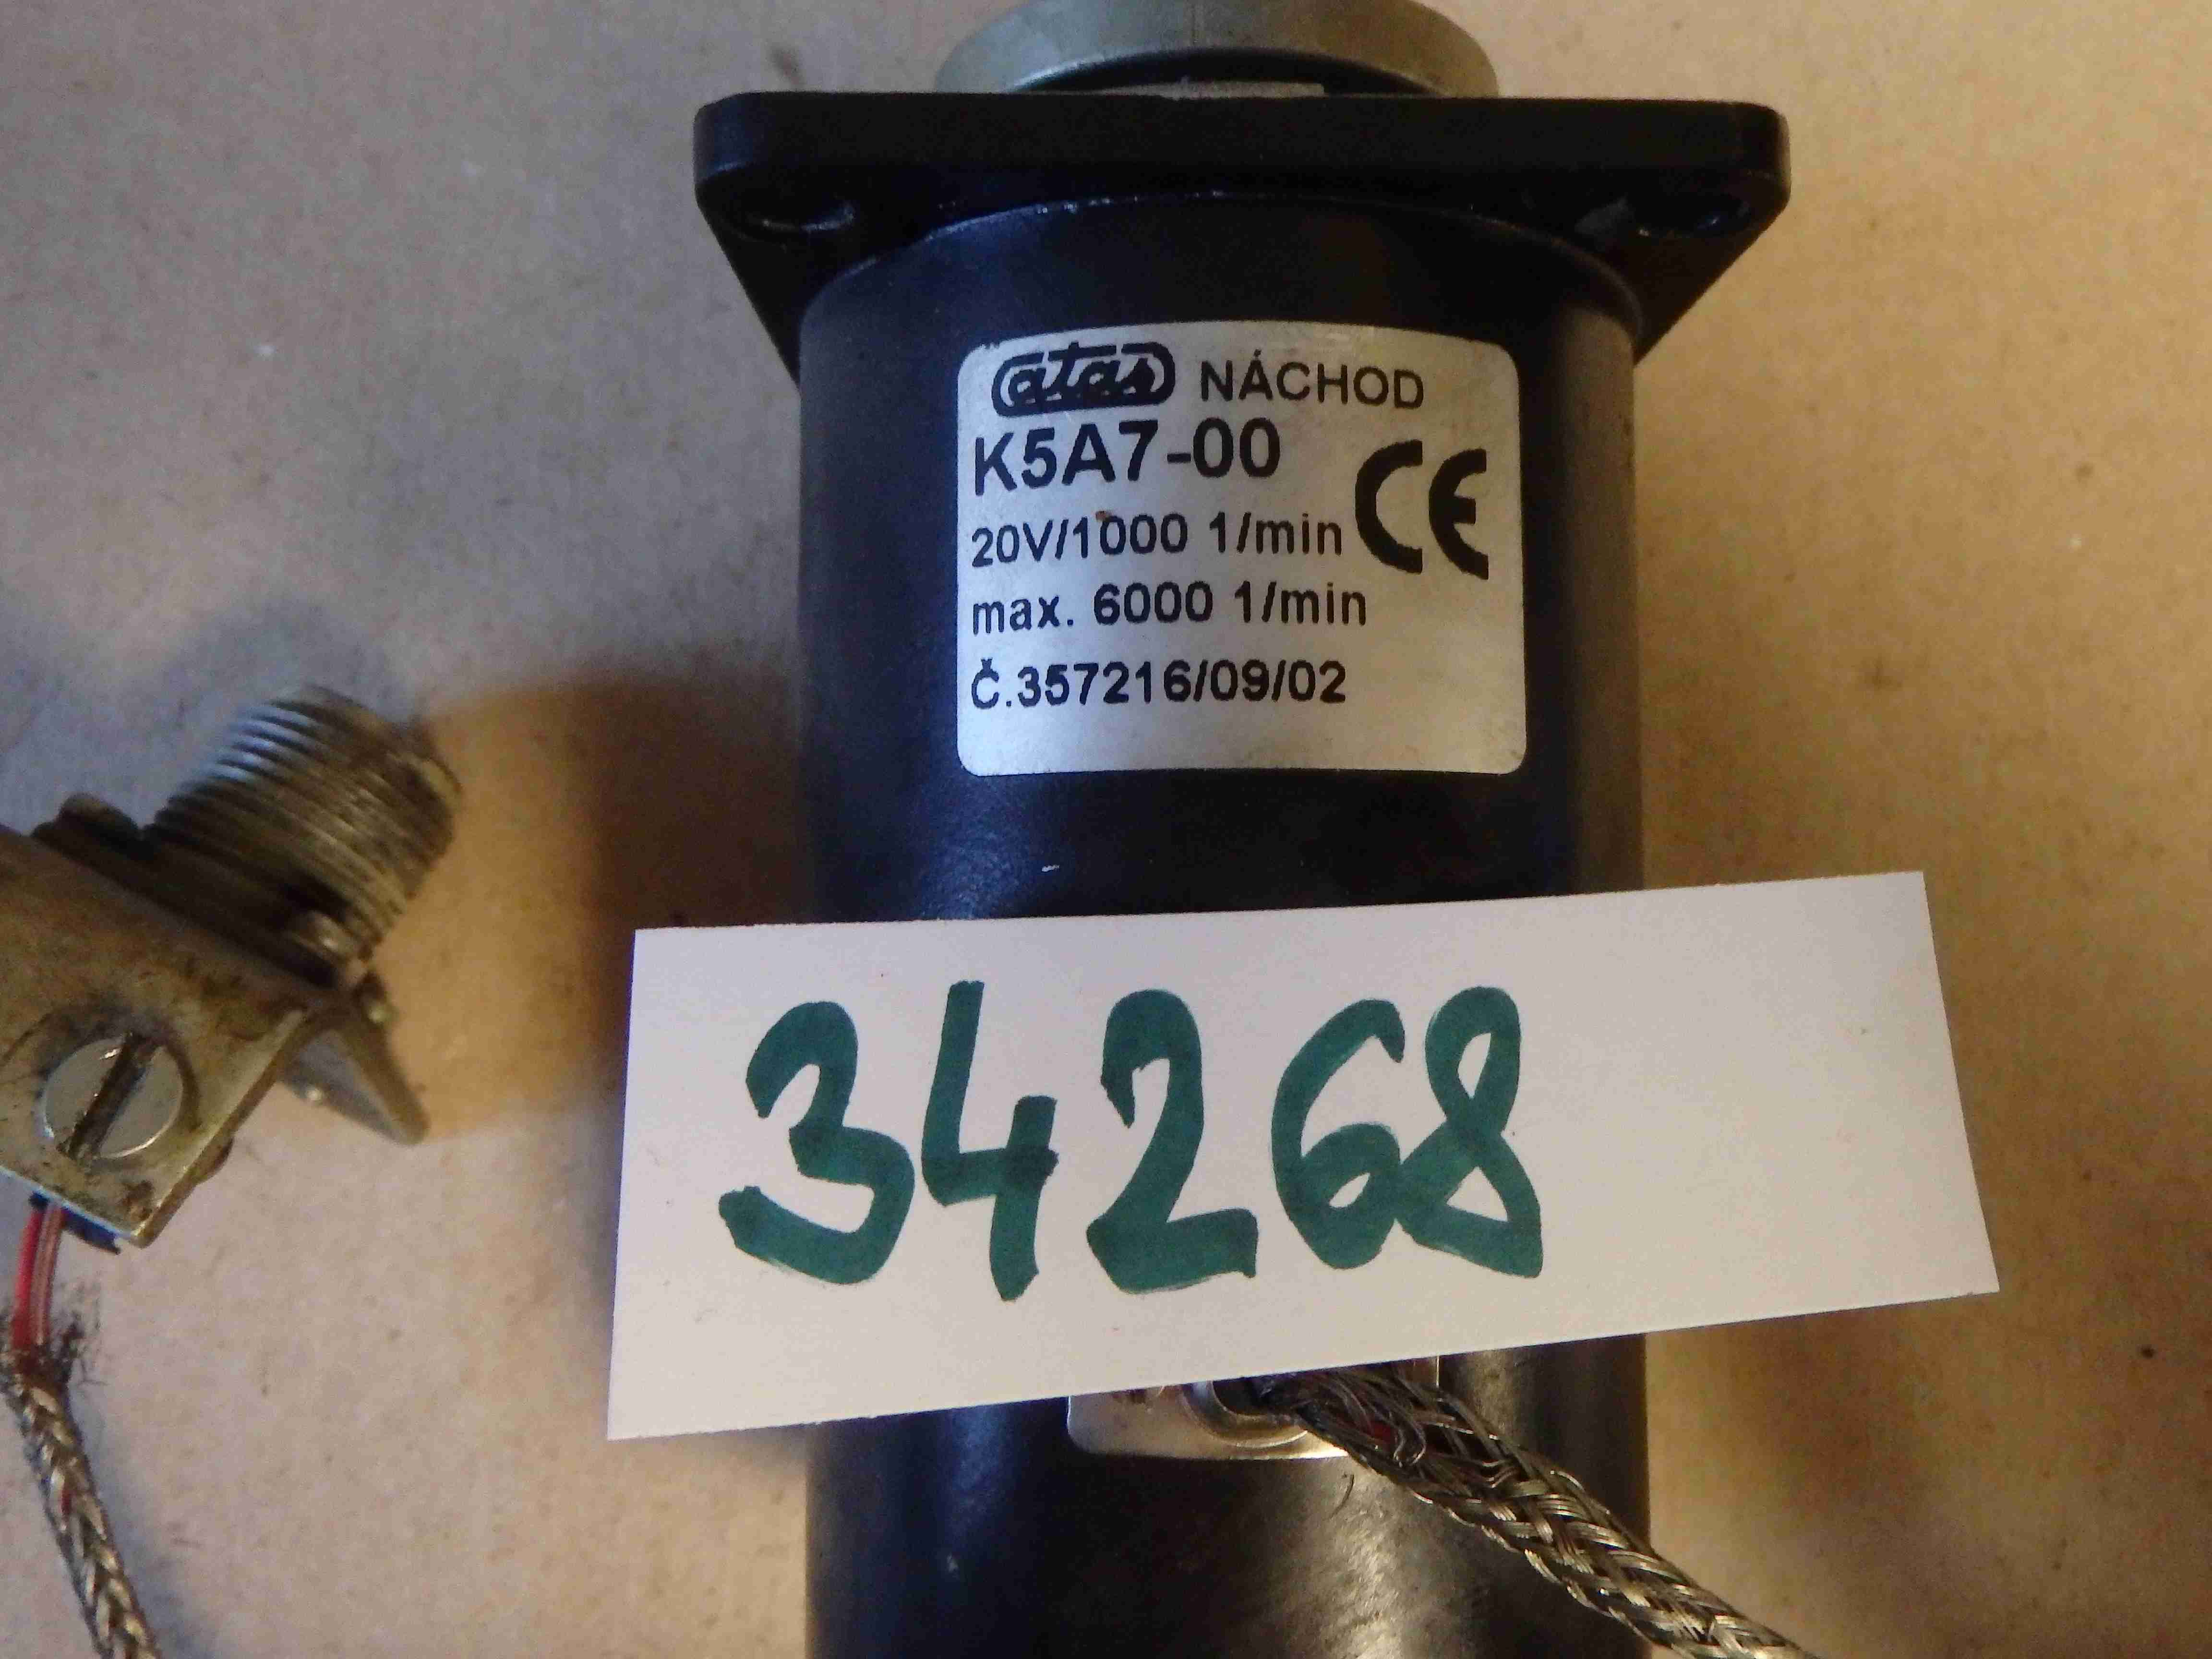 atas NÁCHOD
K5A7-00
CE
20V/1000 1/min
max. 6000 1/min
Č.357216/09/02
34268